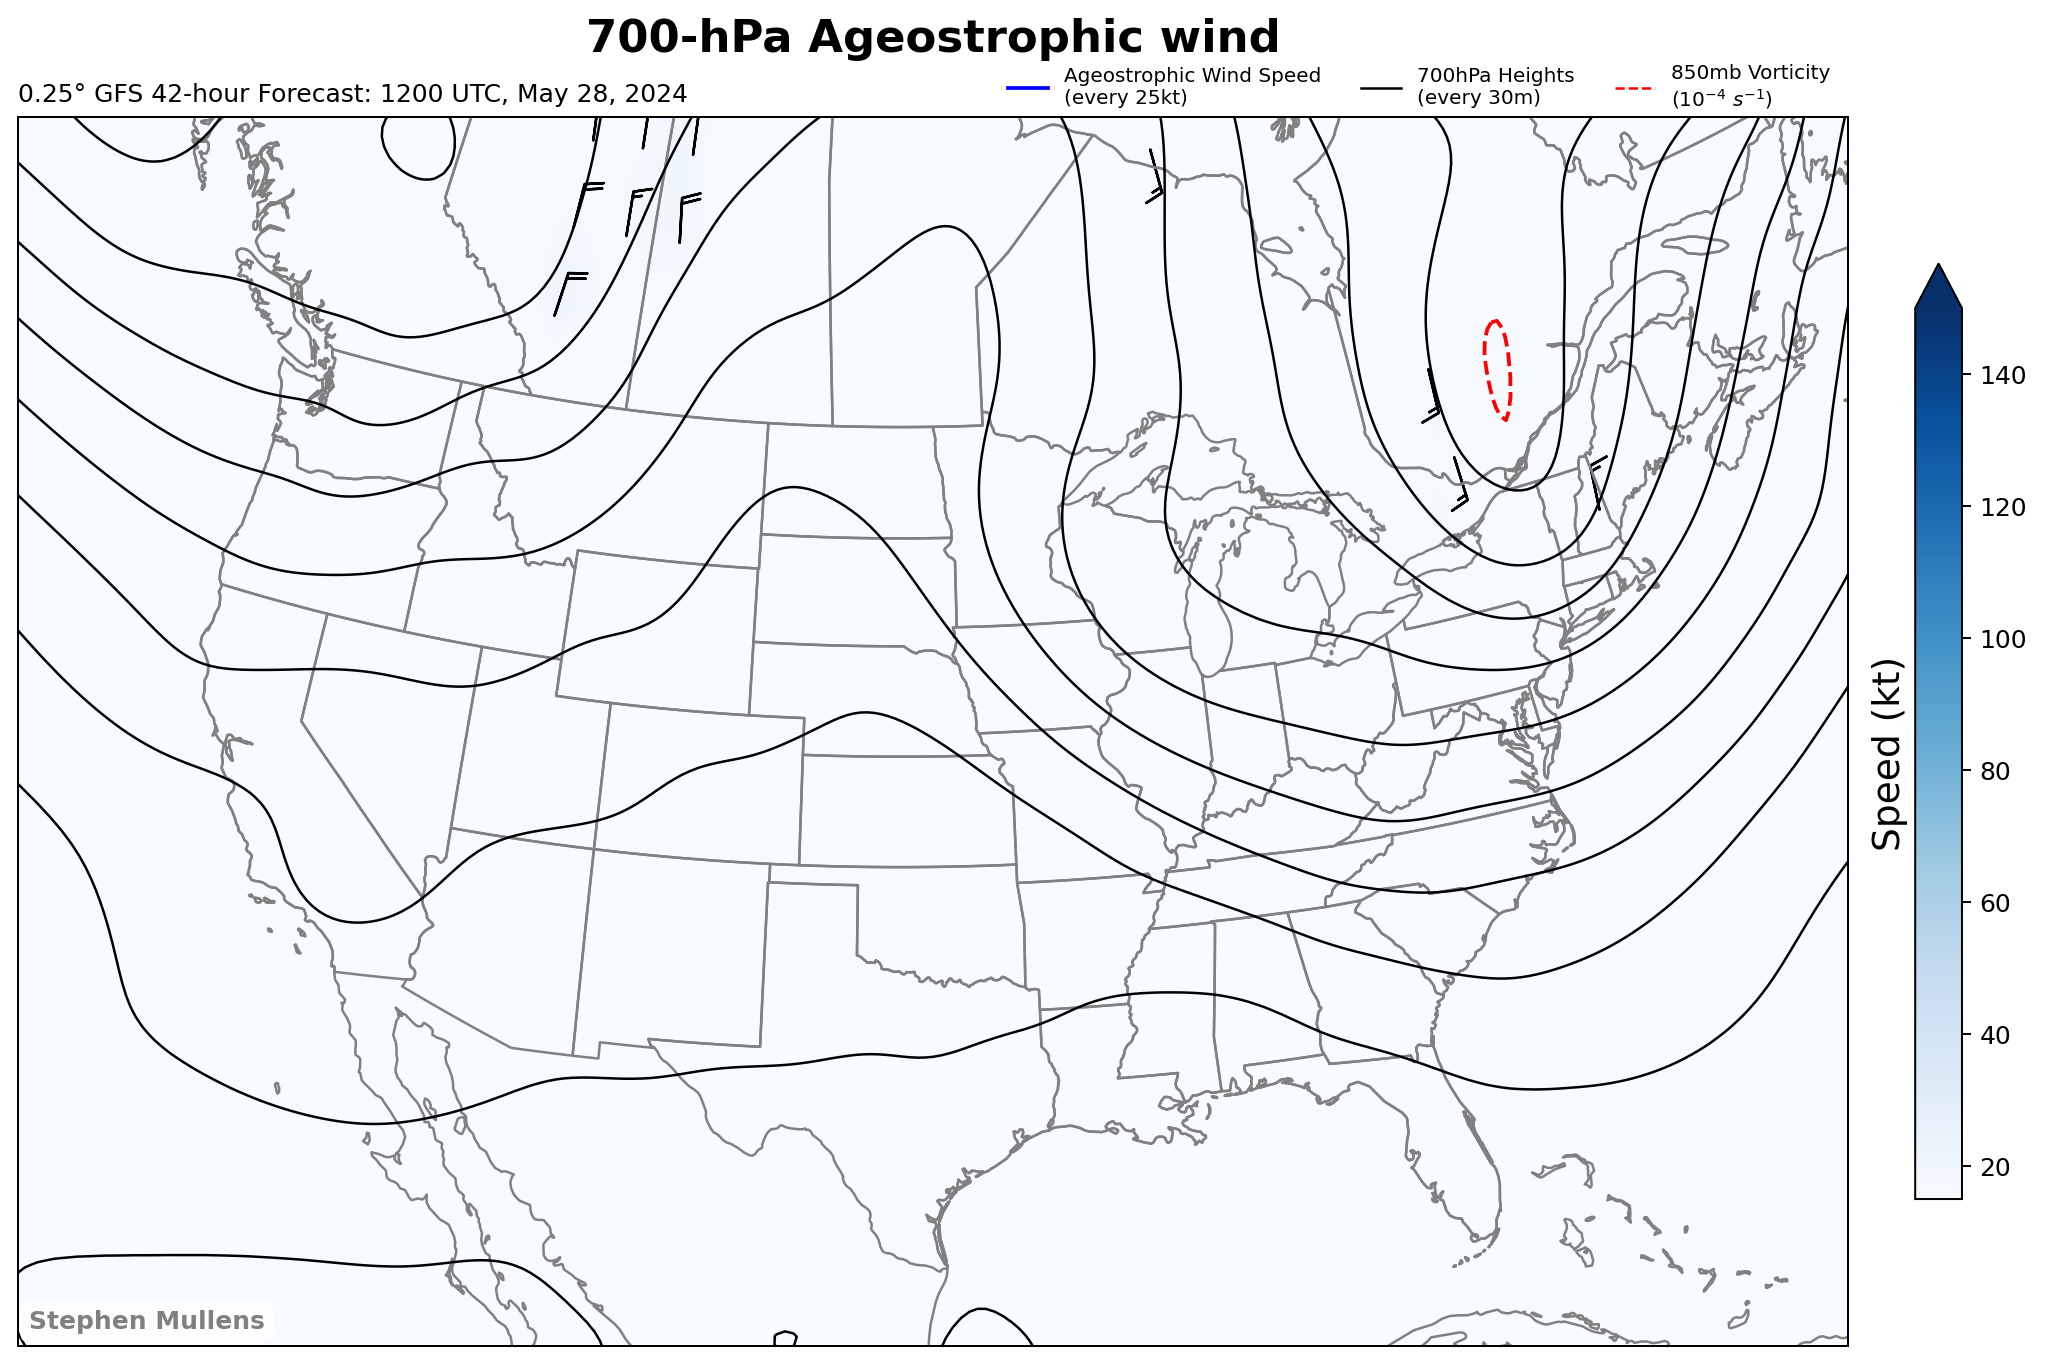 700-hPa Ageostrophic wind
0.25° GFS 42-hour Forecast: 1200 UTC, May 28, 2024
Ageostrophic Wind Speed
(every 25kt)
700hPa Heights
(every 30m)
850mb Vorticity
(10⁻⁴ s⁻¹)
140
120
100
80
60
40
20
Speed (kt)
Stephen Mullens